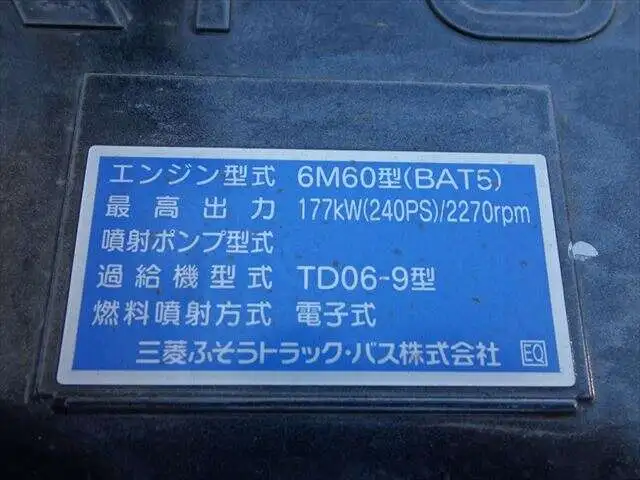 エンジン型式 6M60型(BAT5)
最高出力 177kW(240PS)/2270rpm
噴射ポンプ型式
過給機型式 TD06-9型
燃料噴射方式 電子式
三菱ふそうトラック・バス株式会社 EQ